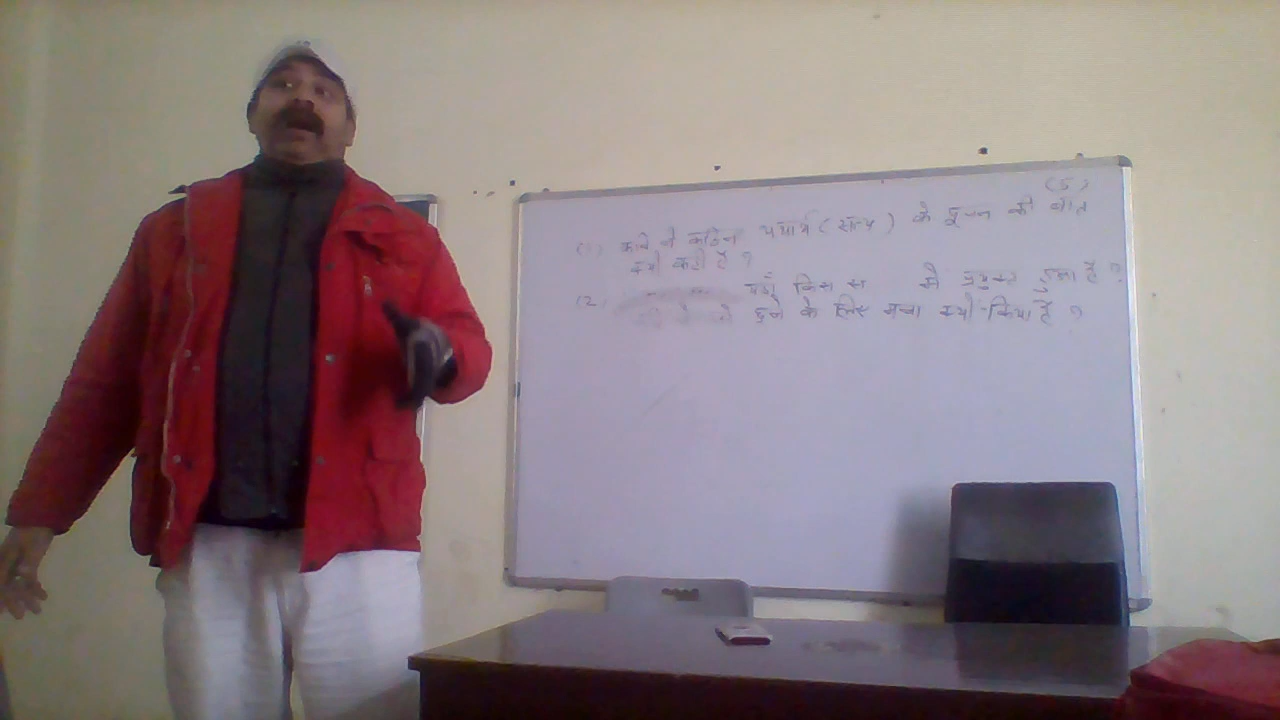 (5)
(1) कवि ने कठिन यथार्थ (सत्य) के पूजन की बात
क्यों कही है ?
(2) यहाँ किस रूप में प्रयुक्त हुआ है ?
छूने के लिए मना क्यों किया है ?